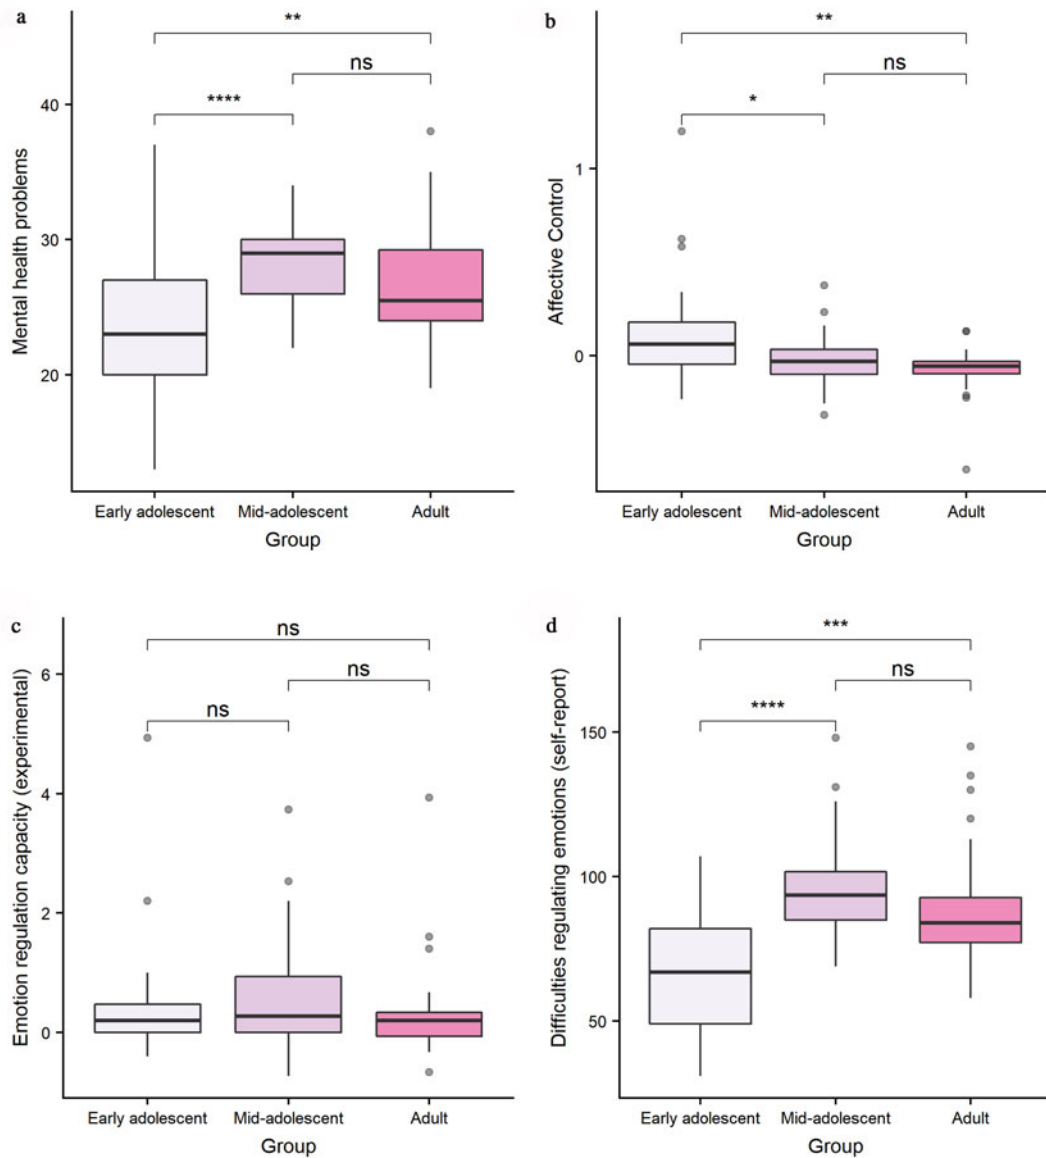 a
**
ns
****
Mental health problems
40
30
20
Early adolescent Mid-adolescent Adult
Group
b
**
ns
*
Affective Control
1
0
Early adolescent Mid-adolescent Adult
Group
c
ns
ns
ns
Emotion regulation capacity (experimental)
6
4
2
0
Early adolescent Mid-adolescent Adult
Group
d
***
ns
****
Difficulties regulating emotions (self-report)
150
100
50
Early adolescent Mid-adolescent Adult
Group